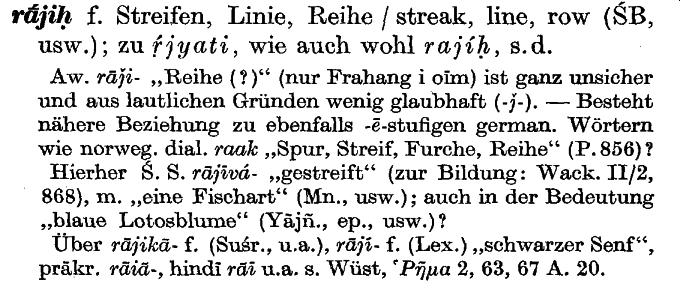 rā́jiḥ f. Streifen, Linie, Reihe / streak, line, row (ŚB,
usw.); zu ŕ̥jyati, wie auch wohl rajíḥ, s.d.
Aw. rāǰi- „Reihe (?)“ (nur Frahang i oīm) ist ganz unsicher
und aus lautlichen Gründen wenig glaubhaft (-ǰ-). — Besteht
nähere Beziehung zu ebenfalls -ē-stufigen german. Wörtern
wie norweg. dial. raak „Spur, Streif, Furche, Reihe“ (P. 856)?
Hierher Ś. S. rājīvá- „gestreift“ (zur Bildung: Wack. II/2,
868), m. „eine Fischart“ (Mn., usw.); auch in der Bedeutung
„blaue Lotosblume“ (Yājñ., ep., usw.)?
Über rājikā- f. (Suśr., u.a.), rājī- f. (Lex.) „schwarzer Senf“,
prākr. rāiā-, hindī rāī u.a. s. Wüst, Ῥῆμα 2, 63, 67 A. 20.